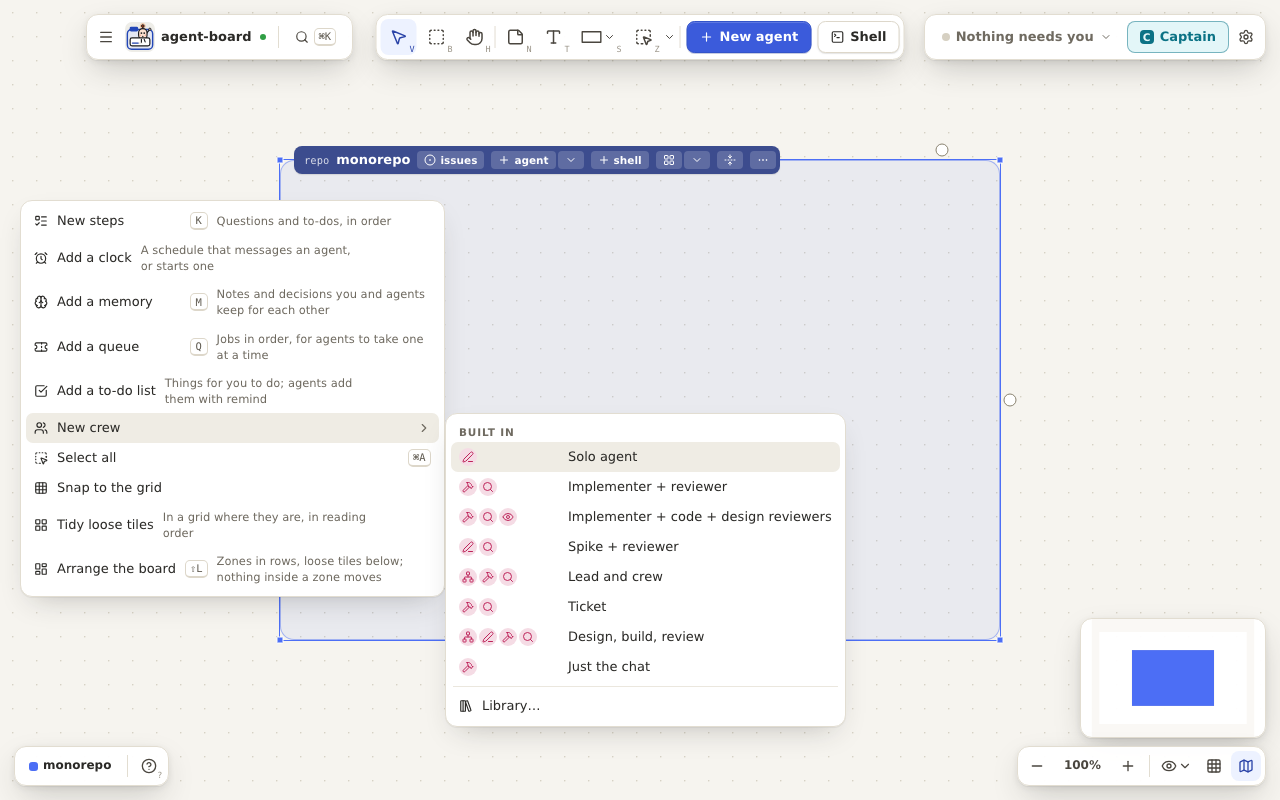 agent-board
⌘K
V
B
H
N
T
S
Z
New agent
Shell
Nothing needs you
C Captain
repo monorepo
issues
agent
shell
New steps K Questions and to-dos, in order
Add a clock A schedule that messages an agent,
or starts one
Add a memory M Notes and decisions you and agents
keep for each other
Add a queue Q Jobs in order, for agents to take one
at a time
Add a to-do list Things for you to do; agents add
them with remind
New crew
Select all ⌘A
Snap to the grid
Tidy loose tiles In a grid where they are, in reading
order
Arrange the board ⇧L Zones in rows, loose tiles below;
nothing inside a zone moves
BUILT IN
Solo agent
Implementer + reviewer
Implementer + code + design reviewers
Spike + reviewer
Lead and crew
Ticket
Design, build, review
Just the chat
Library...
monorepo
?
100%